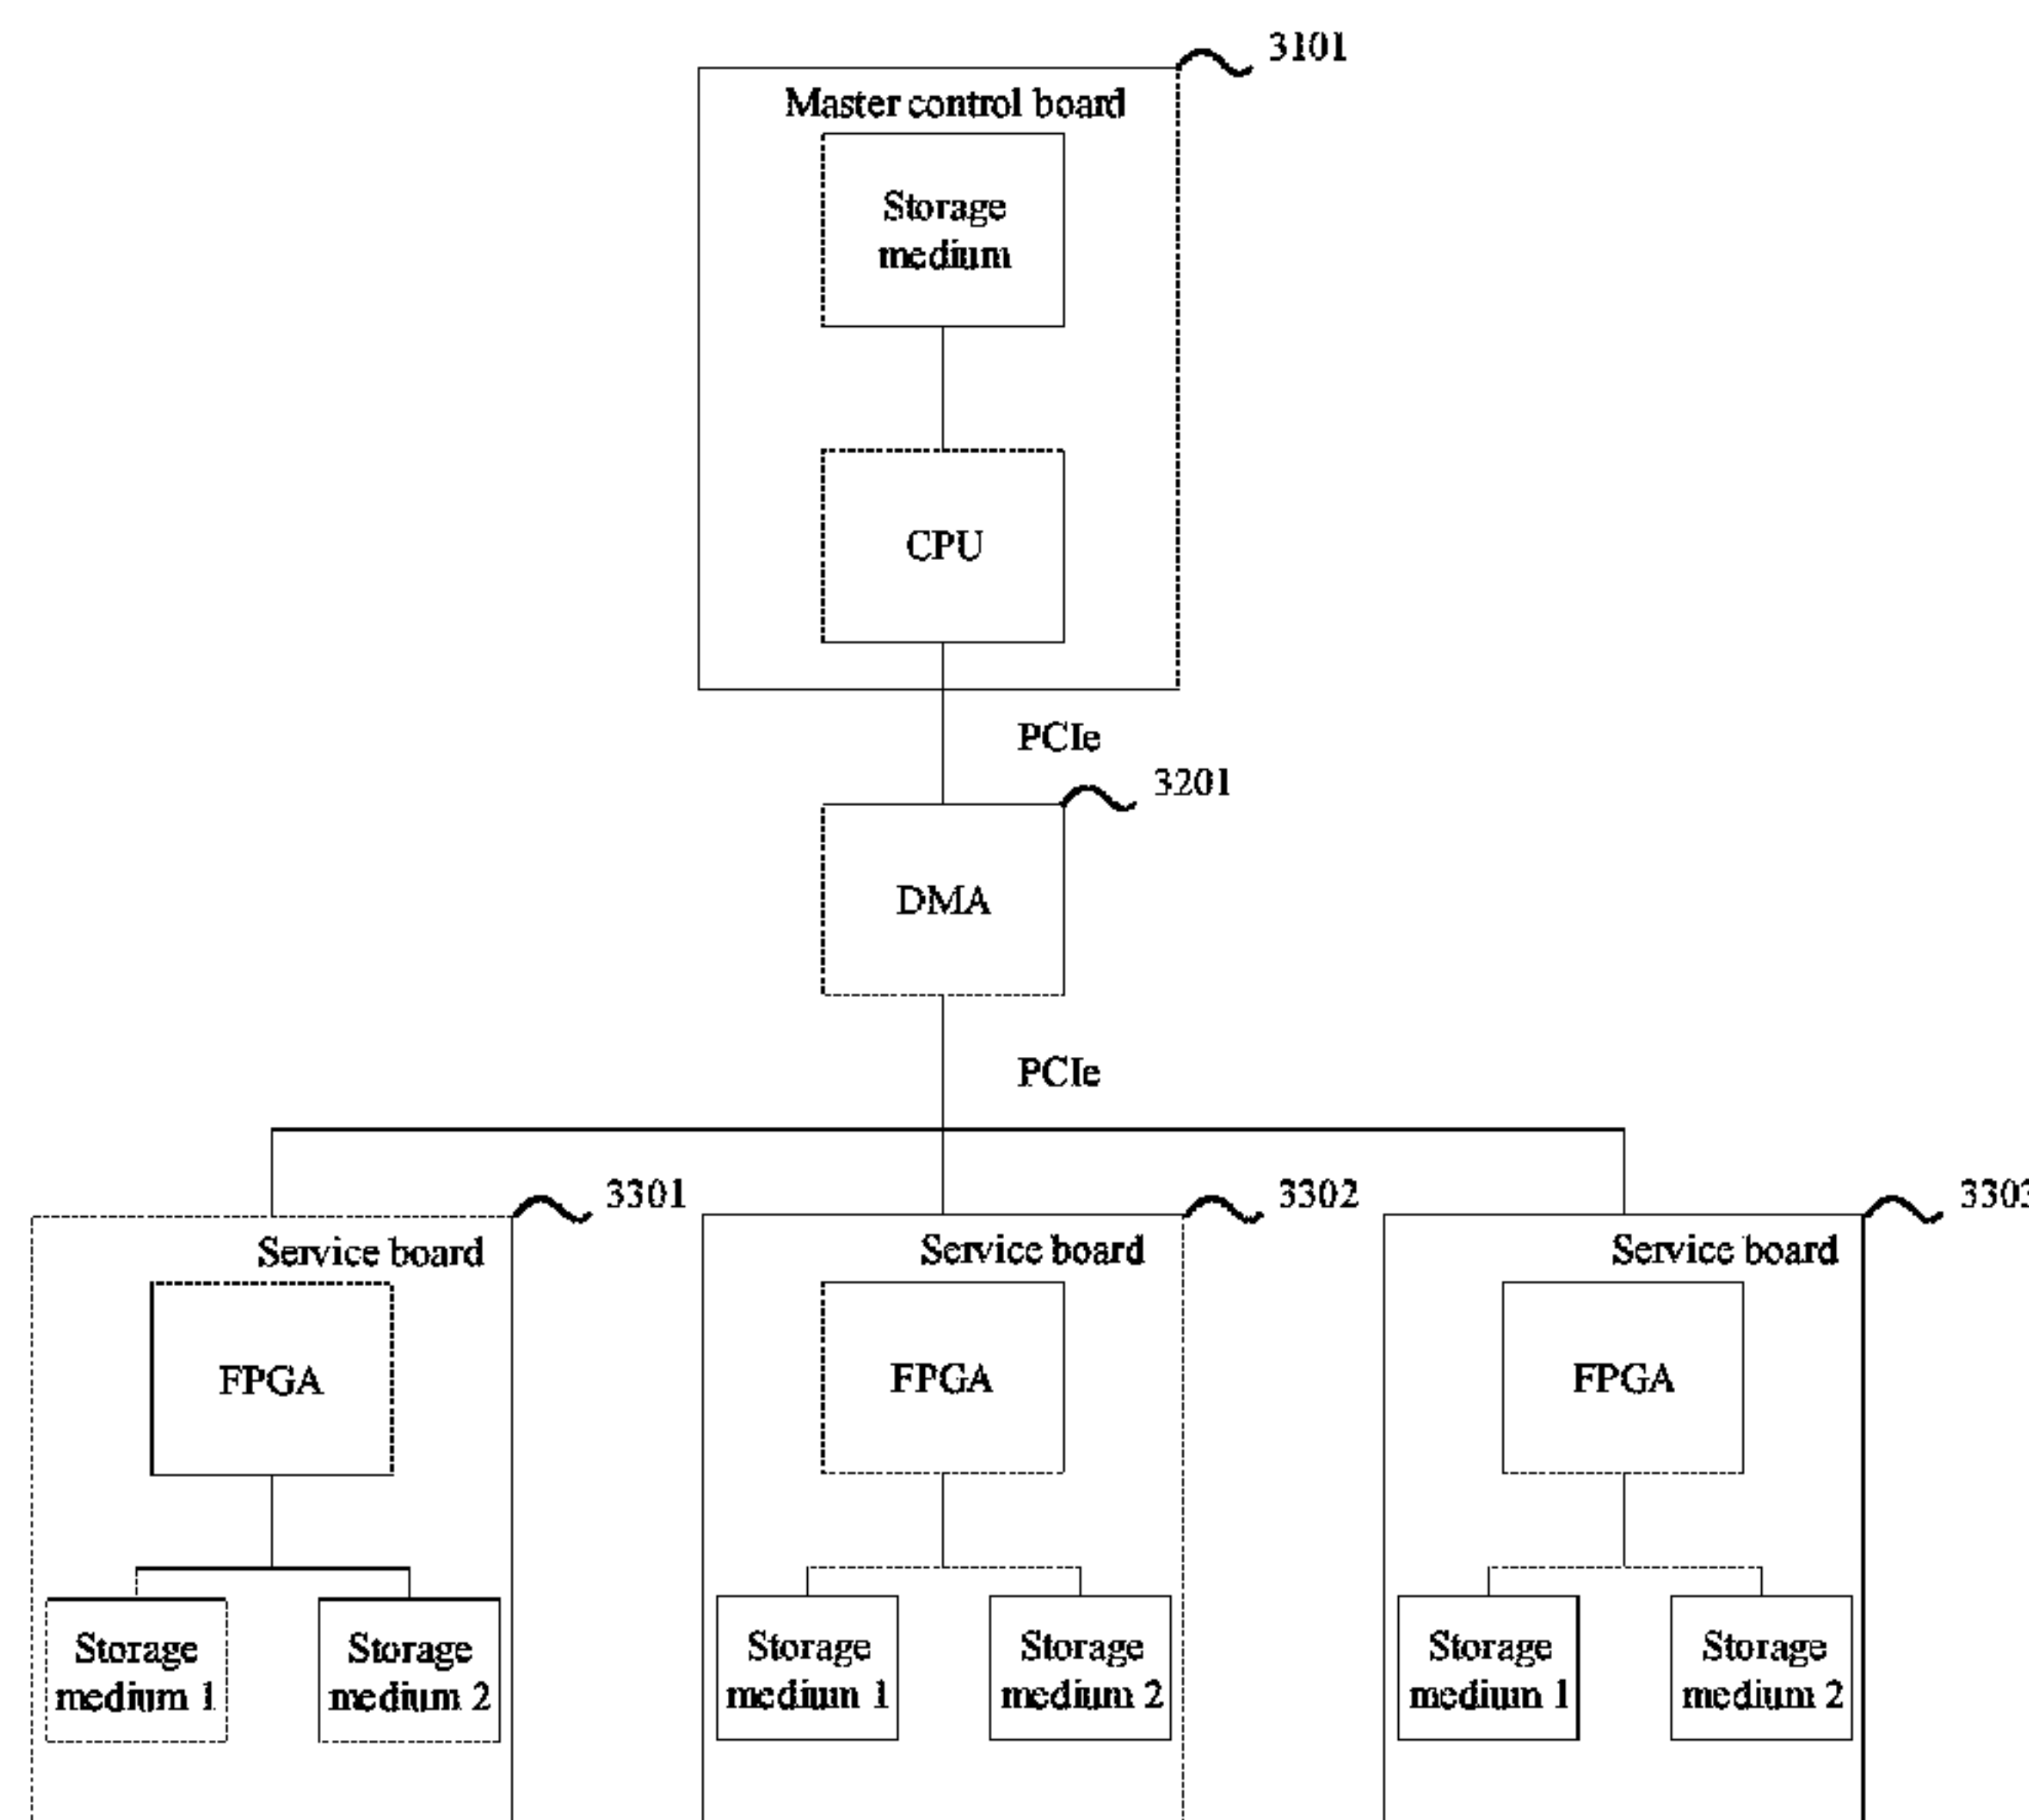 3101
Master control board
Storage
medium
CPU
PCIe
3201
DMA
PCIe
3301
3302
3303
Service board
Service board
Service board
FPGA
FPGA
FPGA
Storage
medium 1
Storage
medium 2
Storage
medium 1
Storage
medium 2
Storage
medium 1
Storage
medium 2